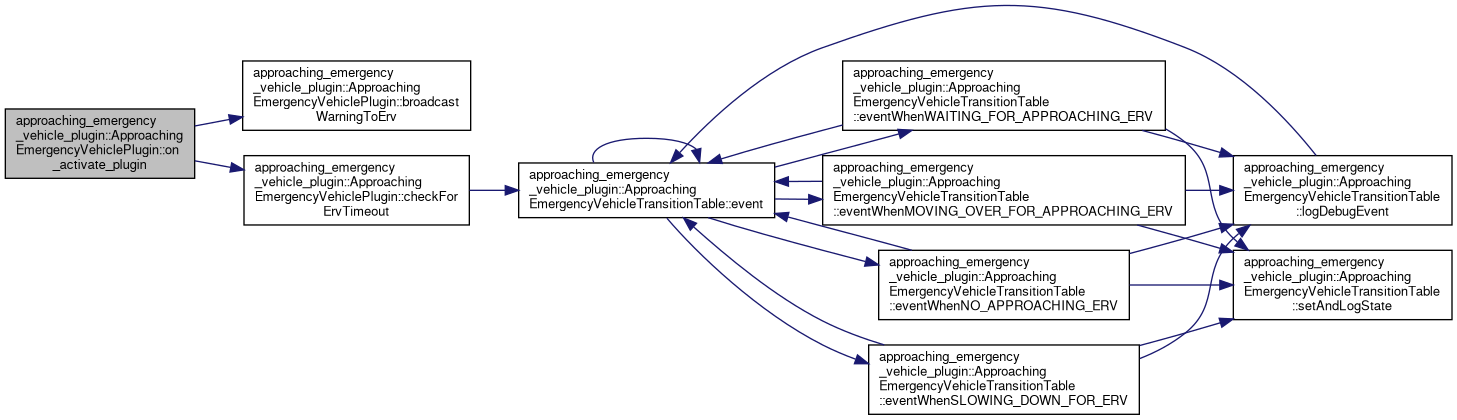 approaching_emergency
_vehicle_plugin::Approaching
EmergencyVehiclePlugin::on
_activate_plugin
approaching_emergency
_vehicle_plugin::Approaching
EmergencyVehiclePlugin::broadcast
WarningToErv
approaching_emergency
_vehicle_plugin::Approaching
EmergencyVehiclePlugin::checkFor
ErvTimeout
approaching_emergency
_vehicle_plugin::Approaching
EmergencyVehicleTransitionTable::event
approaching_emergency
_vehicle_plugin::Approaching
EmergencyVehicleTransitionTable
::eventWhenWAITING_FOR_APPROACHING_ERV
approaching_emergency
_vehicle_plugin::Approaching
EmergencyVehicleTransitionTable
::eventWhenMOVING_OVER_FOR_APPROACHING_ERV
approaching_emergency
_vehicle_plugin::Approaching
EmergencyVehicleTransitionTable
::eventWhenNO_APPROACHING_ERV
approaching_emergency
_vehicle_plugin::Approaching
EmergencyVehicleTransitionTable
::eventWhenSLOWING_DOWN_FOR_ERV
approaching_emergency
_vehicle_plugin::Approaching
EmergencyVehicleTransitionTable
::logDebugEvent
approaching_emergency
_vehicle_plugin::Approaching
EmergencyVehicleTransitionTable
::setAndLogState